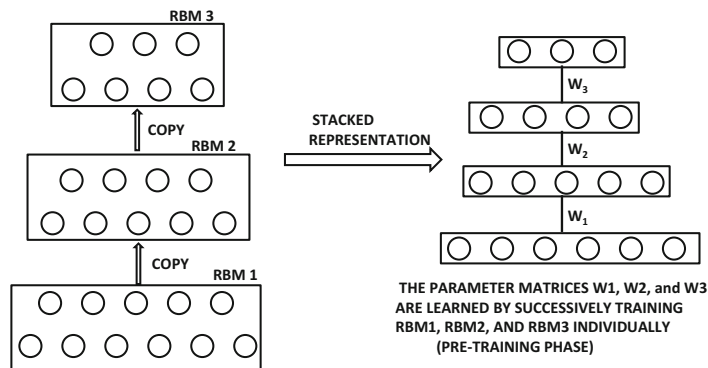 RBM 3
COPY
RBM 2
COPY
RBM 1
STACKED
REPRESENTATION
W3
W2
W1
THE PARAMETER MATRICES W1, W2, and W3
ARE LEARNED BY SUCCESSIVELY TRAINING
RBM1, RBM2, AND RBM3 INDIVIDUALLY
(PRE-TRAINING PHASE)